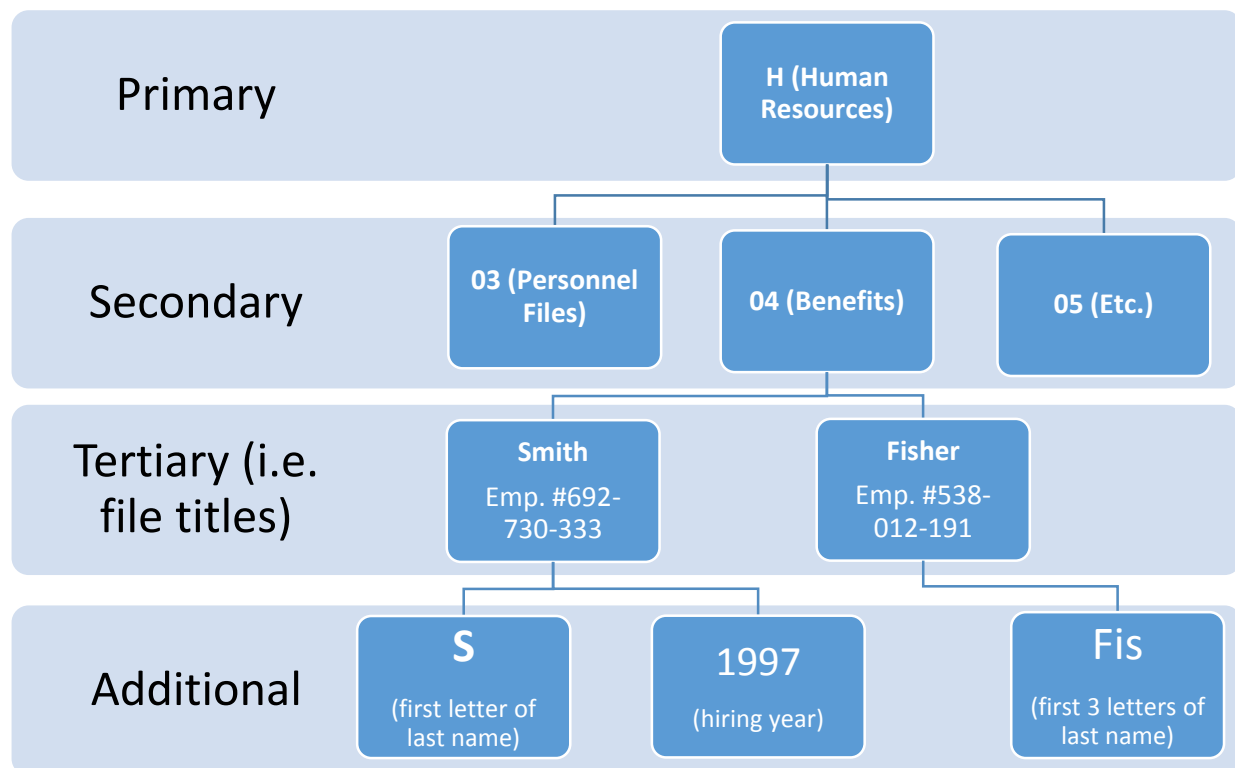 Primary
H (Human
Resources)
Secondary
03 (Personnel
Files)
04 (Benefits)
05 (Etc.)
Tertiary (i.e.
file titles)
Smith
Emp. #692-
730-333
Fisher
Emp. #538-
012-191
Additional
S
(first letter of
last name)
1997
(hiring year)
Fis
(first 3 letters of
last name)